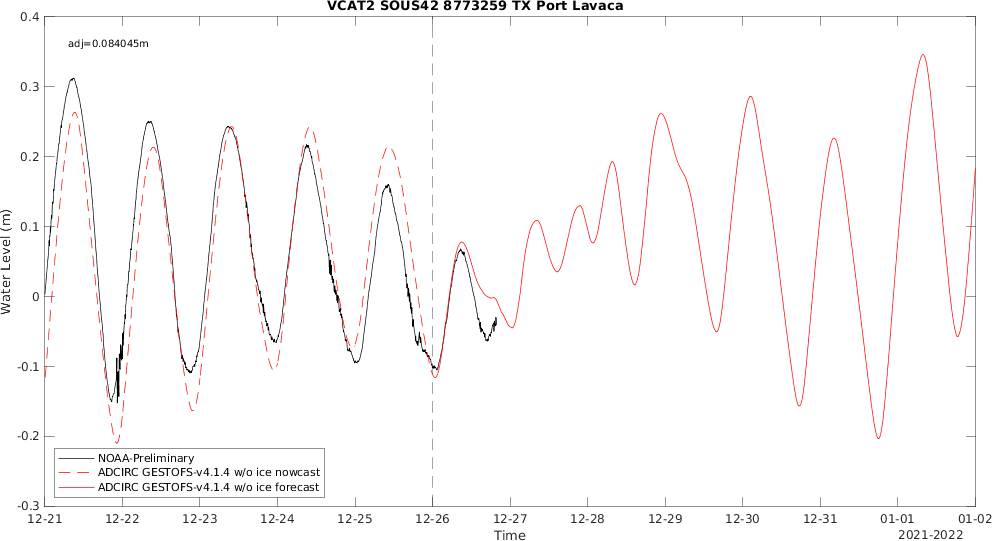 VCAT2 SOUS42 8773259 TX Port Lavaca
adj=0.084045m
Water Level (m)
0.4
0.3
0.2
0.1
0
-0.1
-0.2
-0.3
NOAA-Preliminary
ADCIRC GESTOFS-v4.1.4 w/o ice nowcast
ADCIRC GESTOFS-v4.1.4 w/o ice forecast
12-21 12-22 12-23 12-24 12-25 12-26 12-27 12-28 12-29 12-30 12-31 01-01 01-02
Time
2021-2022